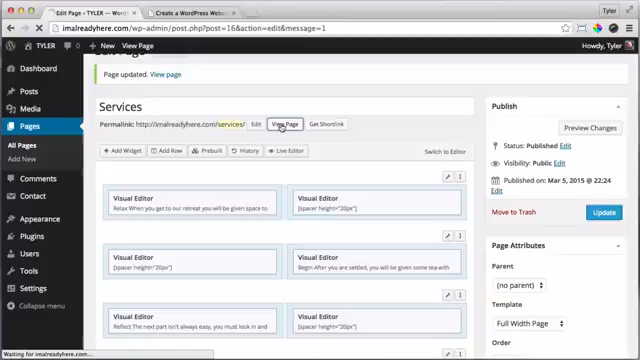 Edit Page ‹ TYLER — Wor
Create a WordPress Websi
Tyler
imalreadyhere.com/wp-admin/post.php?post=16&action=edit&message=1
TYLER
New
View Page
Howdy, Tyler
Dashboard
Posts
Media
Pages
All Pages
Add New
Comments
Contact
Appearance
Plugins
Users
Tools
Settings
Collapse menu
Page updated. View page
Services
Permalink: http://imalreadyhere.com/services/
Edit
View Page
Get Shortlink
Add Widget
Add Row
Prebuilt
History
Live Editor
Switch to Editor
Visual Editor
Relax When you get to our retreat you will be given space to
Visual Editor
[spacer height="20px"]
Visual Editor
[spacer height="20px"]
Visual Editor
Begin After you are settled, you will be given some tea with
Visual Editor
Reflect The next part isn't always easy, you must look in and
Visual Editor
[spacer height="20px"]
Publish
Preview Changes
Status: Published Edit
Visibility: Public Edit
Published on: Mar 5, 2015 @ 22:24
Edit
Move to Trash
Update
Page Attributes
Parent
(no parent)
Template
Full Width Page
Order
Waiting for imalreadyhere.com...